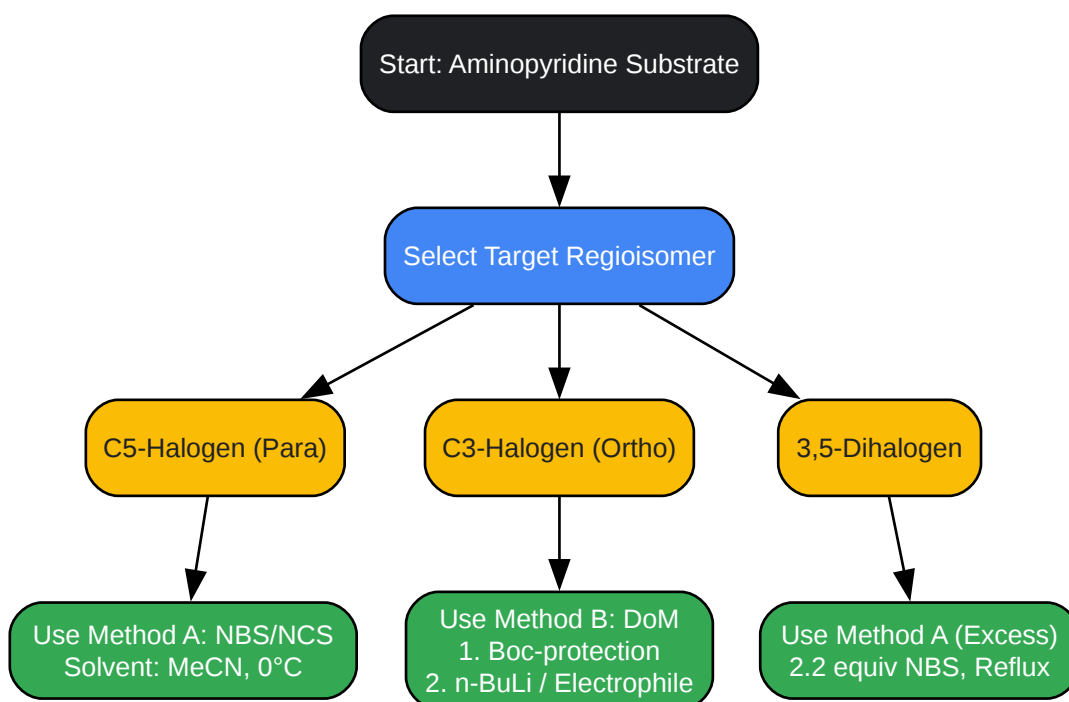 Start: Aminopyridine Substrate
Select Target Regioisomer
C5-Halogen (Para)
C3-Halogen (Ortho)
3,5-Dihalogen
Use Method A: NBS/NCS
Solvent: MeCN, 0°C
Use Method B: DoM
1. Boc-protection
2. n-BuLi / Electrophile
Use Method A (Excess)
2.2 equiv NBS, Reflux